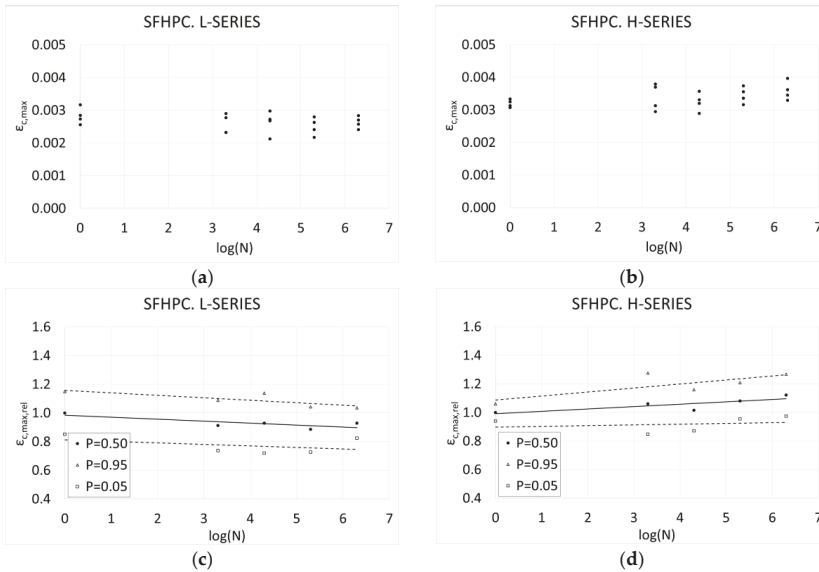 SFHPC. L-SERIES
0.005
0.004
0.003
0.002
0.001
0.000
εc,max
0 1 2 3 4 5 6 7
log(N)
(a)
SFHPC. H-SERIES
0.005
0.004
0.003
0.002
0.001
0.000
εc,max
0 1 2 3 4 5 6 7
log(N)
(b)
SFHPC. L-SERIES
1.6
1.4
1.2
1.0
0.8
0.6
0.4
εc,max,rel
P=0.50
P=0.95
P=0.05
0 1 2 3 4 5 6 7
log(N)
(c)
SFHPC. H-SERIES
1.6
1.4
1.2
1.0
0.8
0.6
0.4
εc,max,rel
P=0.50
P=0.95
P=0.05
0 1 2 3 4 5 6 7
log(N)
(d)